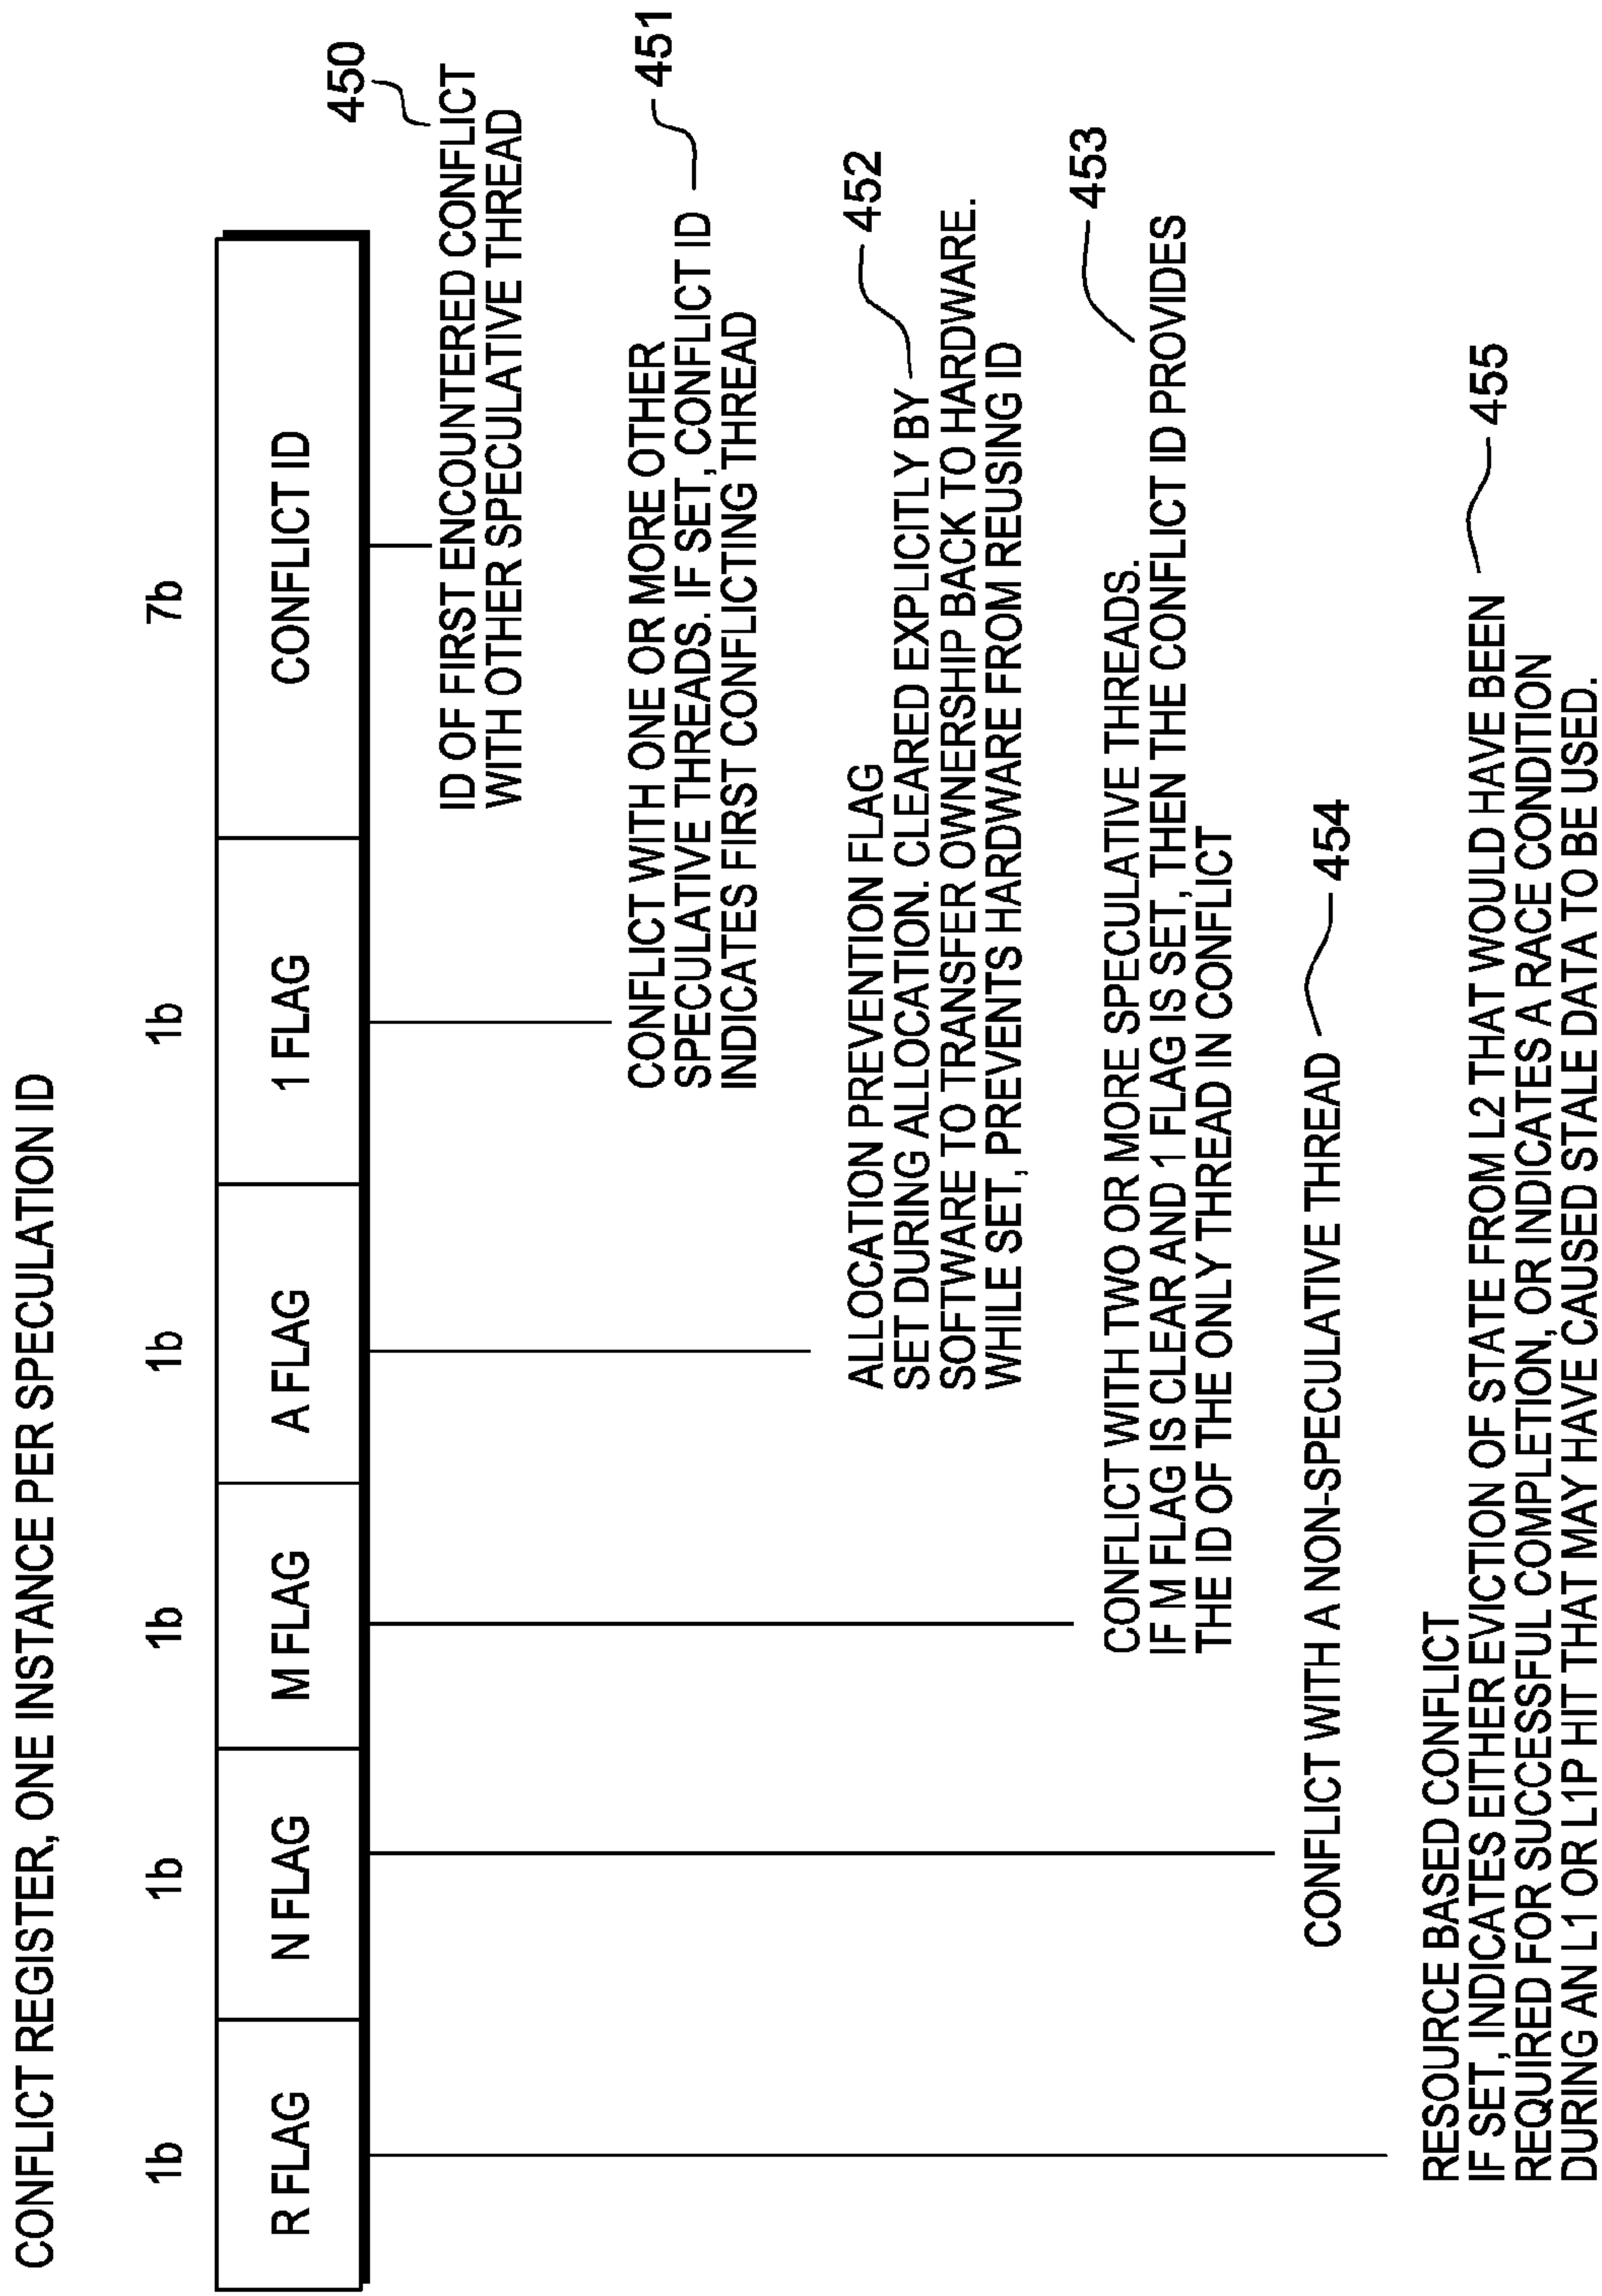 CONFLICT REGISTER, ONE INSTANCE PER SPECULATION ID
1b 1b 1b 1b 1b 7b
R FLAG N FLAG M FLAG A FLAG 1 FLAG CONFLICT ID
450
ID OF FIRST ENCOUNTERED CONFLICT
WITH OTHER SPECULATIVE THREAD
451
CONFLICT WITH ONE OR MORE OTHER
SPECULATIVE THREADS. IF SET, CONFLICT ID
INDICATES FIRST CONFLICTING THREAD
452
ALLOCATION PREVENTION FLAG
SET DURING ALLOCATION. CLEARED EXPLICITLY BY
SOFTWARE TO TRANSFER OWNERSHIP BACK TO HARDWARE.
WHILE SET, PREVENTS HARDWARE FROM REUSING ID
453
CONFLICT WITH TWO OR MORE SPECULATIVE THREADS.
IF M FLAG IS CLEAR AND 1 FLAG IS SET, THEN THE CONFLICT ID PROVIDES
THE ID OF THE ONLY THREAD IN CONFLICT
CONFLICT WITH A NON-SPECULATIVE THREAD 454
RESOURCE BASED CONFLICT
IF SET, INDICATES EITHER EVICTION OF STATE FROM L2 THAT WOULD HAVE BEEN 455
REQUIRED FOR SUCCESSFUL COMPLETION, OR INDICATES A RACE CONDITION
DURING AN L1 OR L1P HIT THAT MAY HAVE CAUSED STALE DATA TO BE USED.